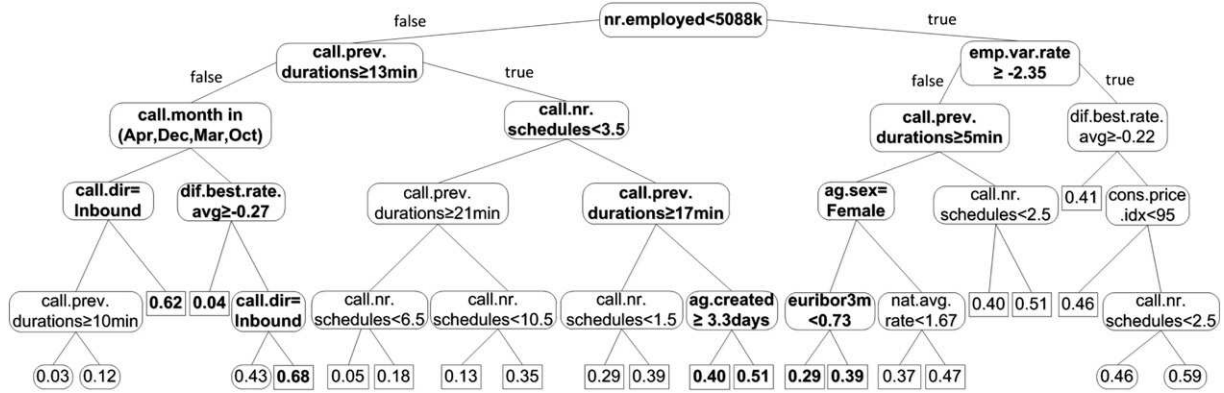 nr.employed<5088k
false
true
call.prev.
durations≥13min
emp.var.rate
≥ -2.35
false
true
false
true
call.month in
(Apr,Dec,Mar,Oct)
call.nr.
schedules<3.5
call.prev.
durations≥5min
dif.best.rate.
avg≥-0.22
call.dir=
Inbound
dif.best.rate.
avg≥-0.27
call.prev.
durations≥21min
call.prev.
durations≥17min
ag.sex=
Female
call.nr.
schedules<2.5
0.41
cons.price
.idx<95
call.prev.
durations≥10min
0.62
0.04
call.dir=
Inbound
call.nr.
schedules<6.5
call.nr.
schedules<10.5
call.nr.
schedules<1.5
ag.created
≥ 3.3days
euribor3m
<0.73
nat.avg.
rate<1.67
0.40
0.51
0.46
call.nr.
schedules<2.5
0.03
0.12
0.43
0.68
0.05
0.18
0.13
0.35
0.29
0.39
0.40
0.51
0.29
0.39
0.37
0.47
0.46
0.59